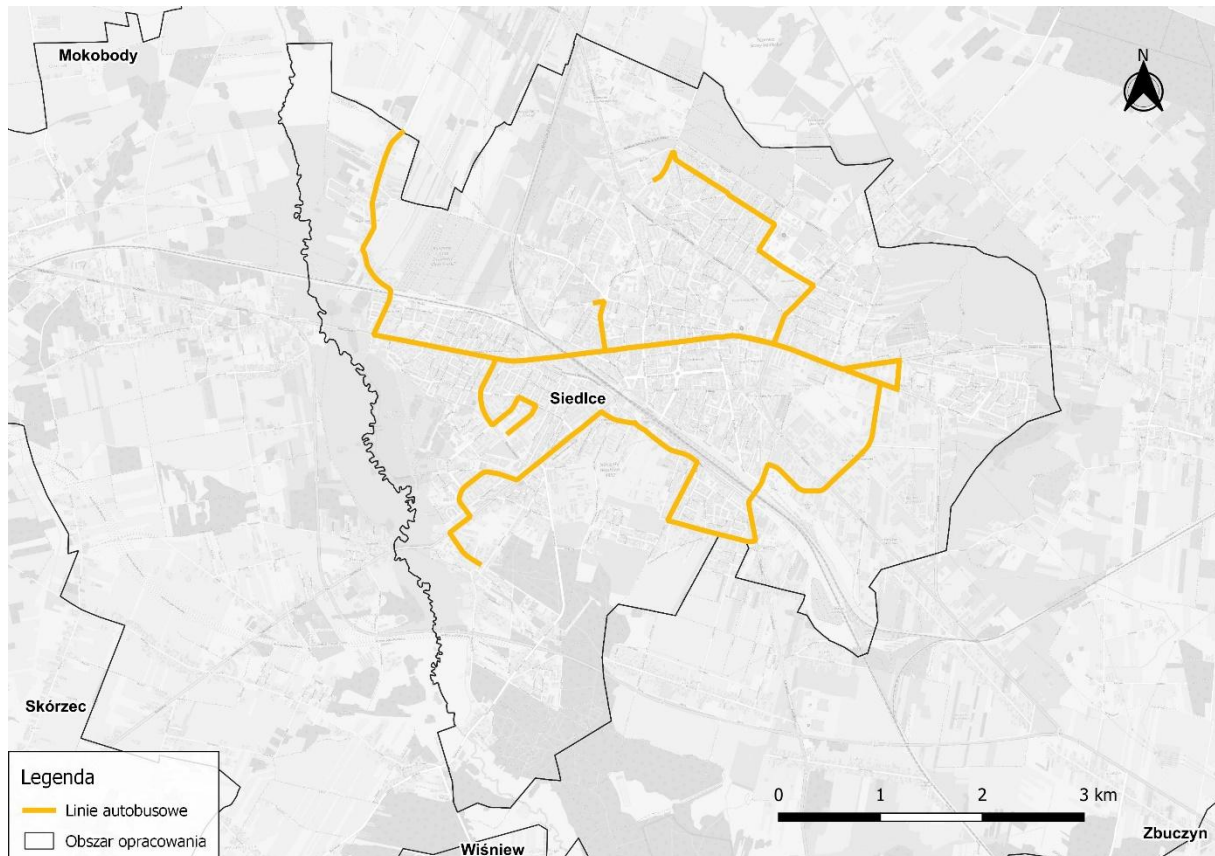 Mokobody
N
Siedlce
Skórzec
Legenda
Linie autobusowe
Obszar opracowania
0 1 2 3 km
Wiśniew
Zbuczyn